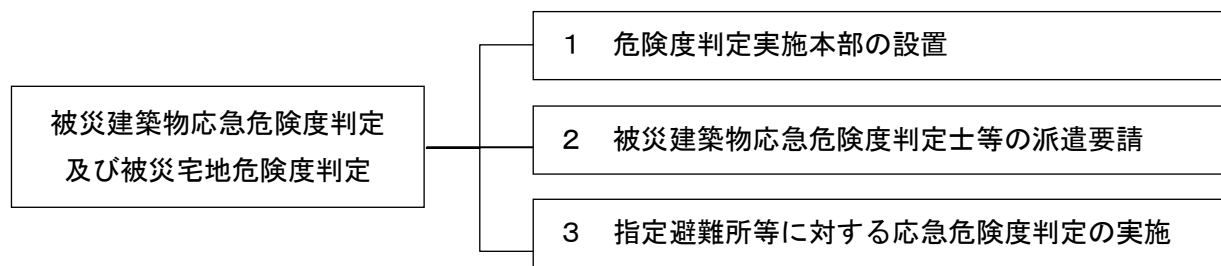 被災建築物応急危険度判定
及び被災宅地危険度判定
１　危険度判定実施本部の設置
２　被災建築物応急危険度判定士等の派遣要請
３　指定避難所等に対する応急危険度判定の実施